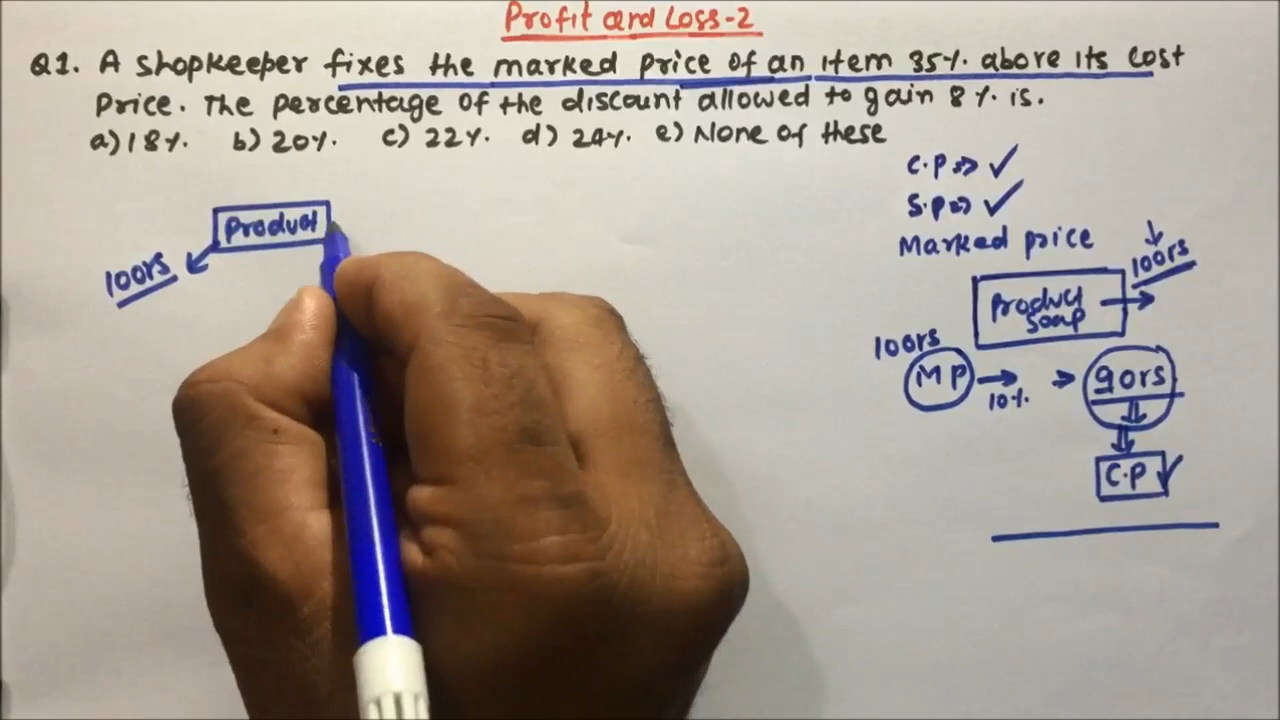 Profit and Loss-2
Q1. A shopkeeper fixes the marked price of an item 35%. above its cost
Price. The percentage of the discount allowed to gain 8%. is.
a) 18%. b) 20%. c) 22%. d) 24%. e) None of these
C.P ⇒ ✓
S.P ⇒ ✓
Marked price
Product
100rs
100rs
Product
soap
100rs
MP
10%.
90rs
C.P ✓